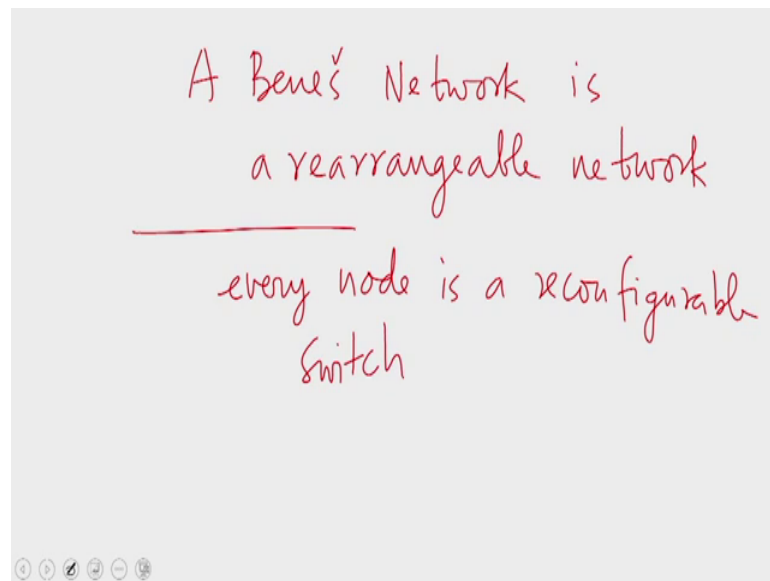 A Beneš Network is
a rearrangeable network
every node is a reconfigurable
switch